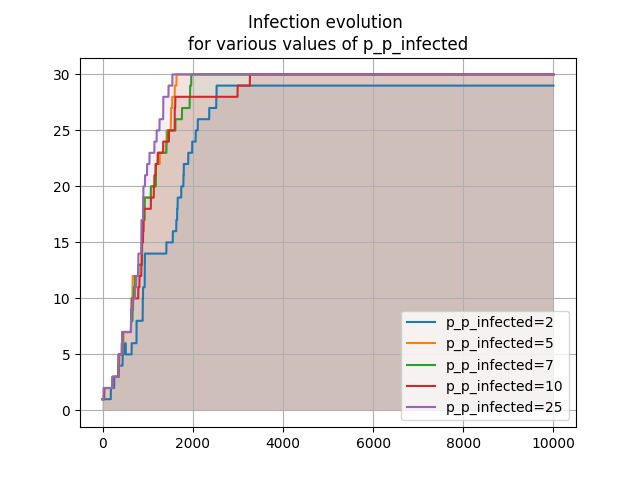 Infection evolution
for various values of p_p_infected
30
25
20
15
10
5
0
0 2000 4000 6000 8000 10000
p_p_infected=2
p_p_infected=5
p_p_infected=7
p_p_infected=10
p_p_infected=25